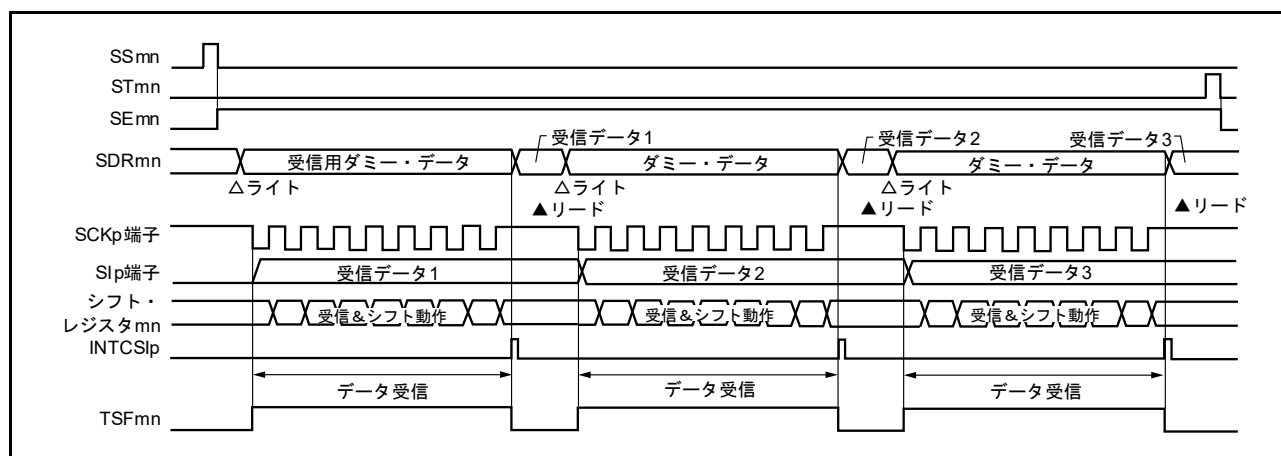 SSmn
STmn
SEmn
受信データ1 受信データ2 受信データ3
SDRmn 受信用ダミー・データ ダミー・データ ダミー・データ
△ライト △ライト △ライト
▲リード ▲リード ▲リード
SCKp端子
SIp端子 受信データ1 受信データ2 受信データ3
シフト・
レジスタmn 受信&シフト動作 受信&シフト動作 受信&シフト動作
INTCSIp
データ受信 データ受信 データ受信
TSFmn